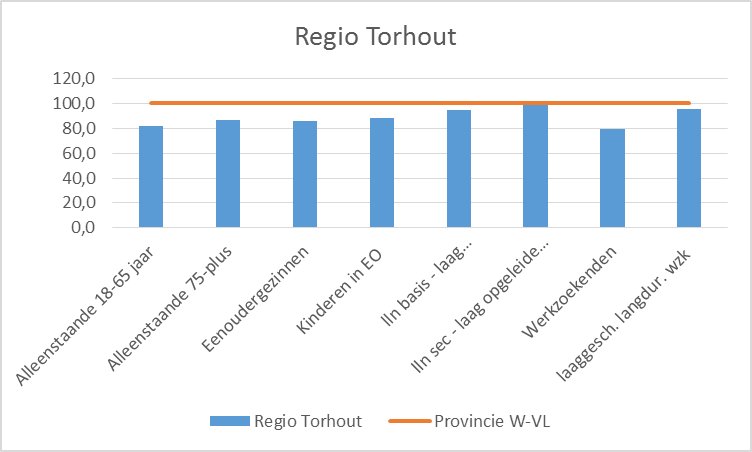 Regio Torhout
120,0
100,0
80,0
60,0
40,0
20,0
0,0
Alleenstaande 18-65 jaar
Alleenstaande 75-plus
Eenoudergezinnen
Kinderen in EO
lln basis - laag...
lln sec - laag opgeleide...
Werkzoekenden
laaggesch. langdur. wzk
Regio Torhout
Provincie W-VL